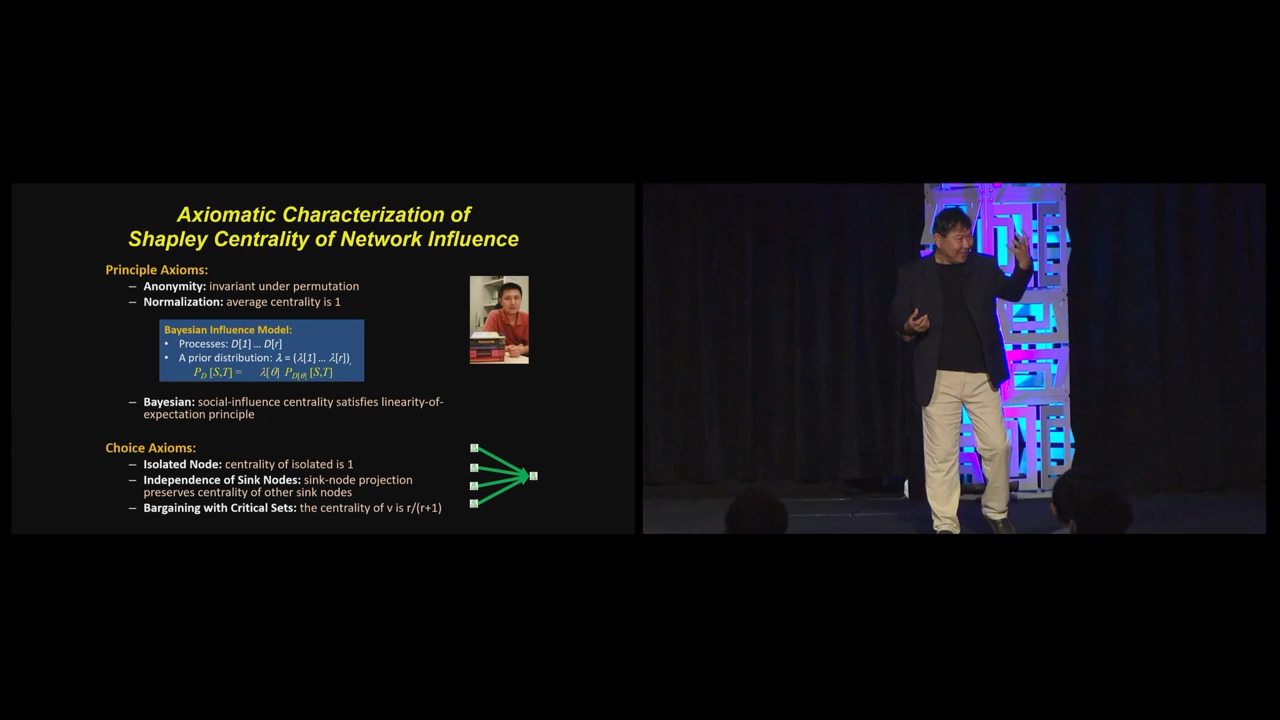 Axiomatic Characterization of
Shapley Centrality of Network Influence
Principle Axioms:
– Anonymity: invariant under permutation
– Normalization: average centrality is 1
Bayesian Influence Model:
• Processes: D[1] … D[r]
• A prior distribution: λ = (λ[1] … λ[r]),
P_D [S,T] = λ[θ] P_D[θ] [S,T]
– Bayesian: social-influence centrality satisfies linearity-of-
expectation principle
Choice Axioms:
– Isolated Node: centrality of isolated is 1
– Independence of Sink Nodes: sink-node projection
preserves centrality of other sink nodes
– Bargaining with Critical Sets: the centrality of v is r/(r+1)